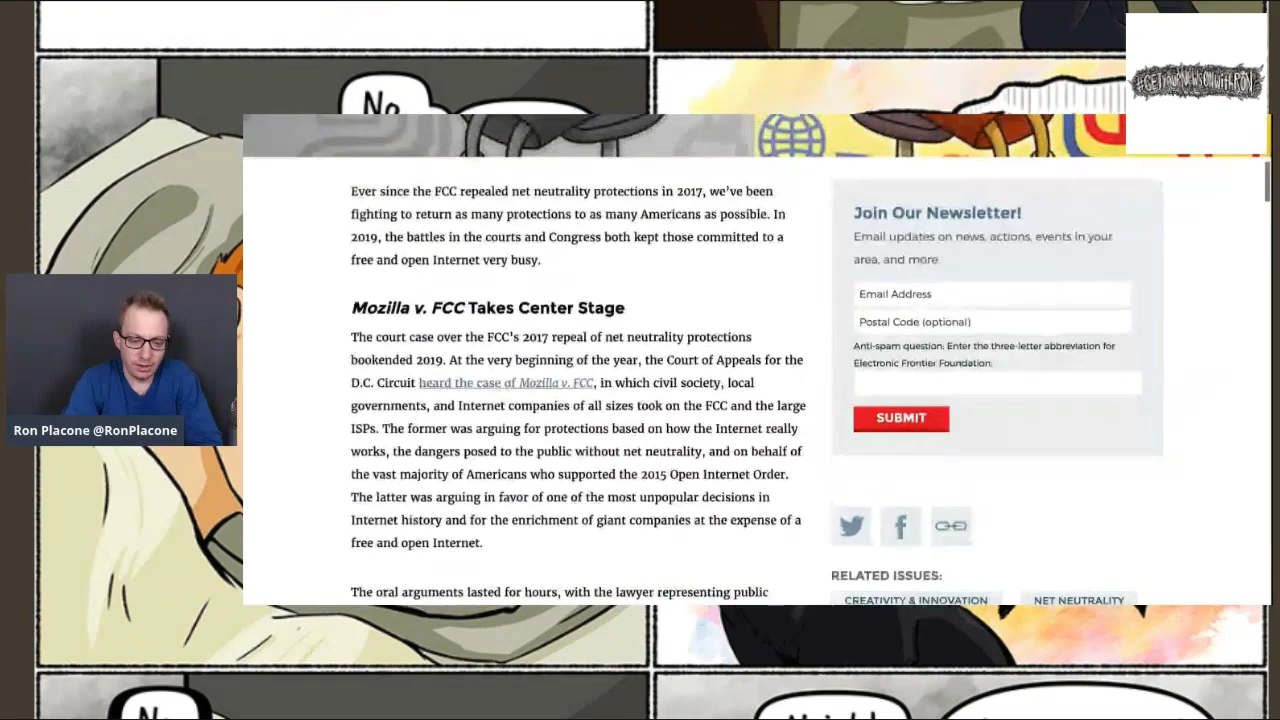 No
#GETYOURNEWSONWITHRON
Ever since the FCC repealed net neutrality protections in 2017, we've been
fighting to return as many protections to as many Americans as possible. In
2019, the battles in the courts and Congress both kept those committed to a
free and open Internet very busy.
Mozilla v. FCC Takes Center Stage
The court case over the FCC's 2017 repeal of net neutrality protections
bookended 2019. At the very beginning of the year, the Court of Appeals for the
D.C. Circuit heard the case of Mozilla v. FCC, in which civil society, local
governments, and Internet companies of all sizes took on the FCC and the large
ISPs. The former was arguing for protections based on how the Internet really
works, the dangers posed to the public without net neutrality, and on behalf of
the vast majority of Americans who supported the 2015 Open Internet Order.
The latter was arguing in favor of one of the most unpopular decisions in
Internet history and for the enrichment of giant companies at the expense of a
free and open Internet.
The oral arguments lasted for hours, with the lawyer representing public
Join Our Newsletter!
Email updates on news, actions, events in your
area, and more.
Email Address
Postal Code (optional)
Anti-spam question: Enter the three-letter abbreviation for
Electronic Frontier Foundation:
SUBMIT
RELATED ISSUES:
CREATIVITY & INNOVATION NET NEUTRALITY
Ron Placone @RonPlacone